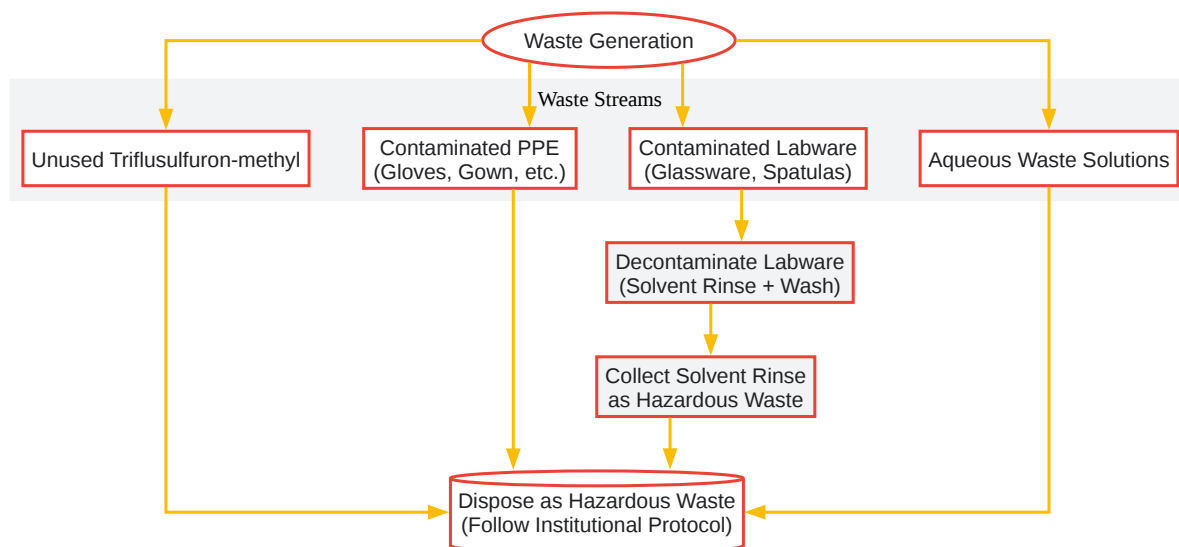 Waste Generation
Waste Streams
Unused Triflusulfuron-methyl
Contaminated PPE
(Gloves, Gown, etc.)
Contaminated Labware
(Glassware, Spatulas)
Aqueous Waste Solutions
Decontaminate Labware
(Solvent Rinse + Wash)
Collect Solvent Rinse
as Hazardous Waste
Dispose as Hazardous Waste
(Follow Institutional Protocol)